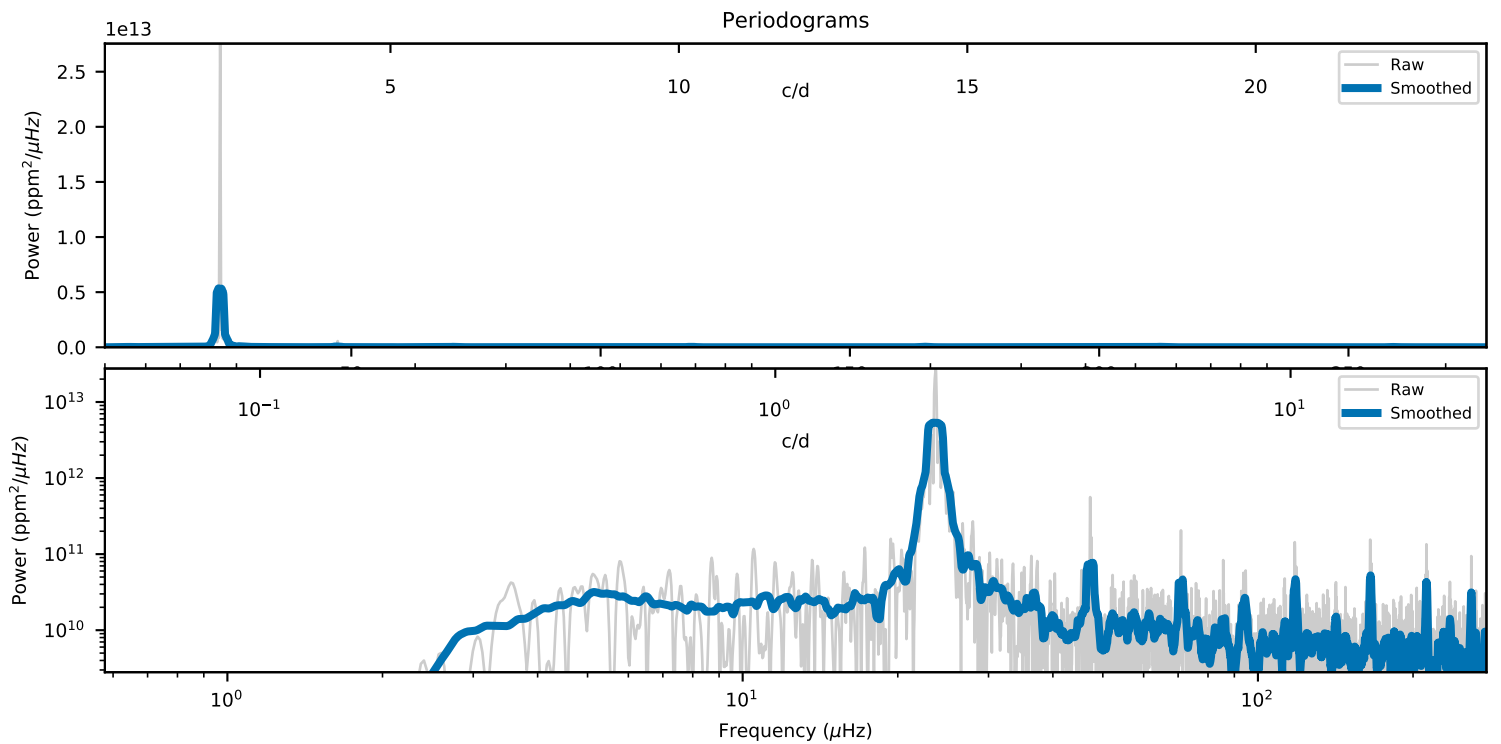 Periodograms
1e13
Power (ppm²/μHz)
2.5
2.0
1.5
1.0
0.5
0.0
5
10
15
20
c/d
Raw
Smoothed
Power (ppm²/μHz)
10¹³
10¹²
10¹¹
10¹⁰
10⁻¹
10⁰
10¹
c/d
Raw
Smoothed
10⁰
10¹
10²
Frequency (μHz)